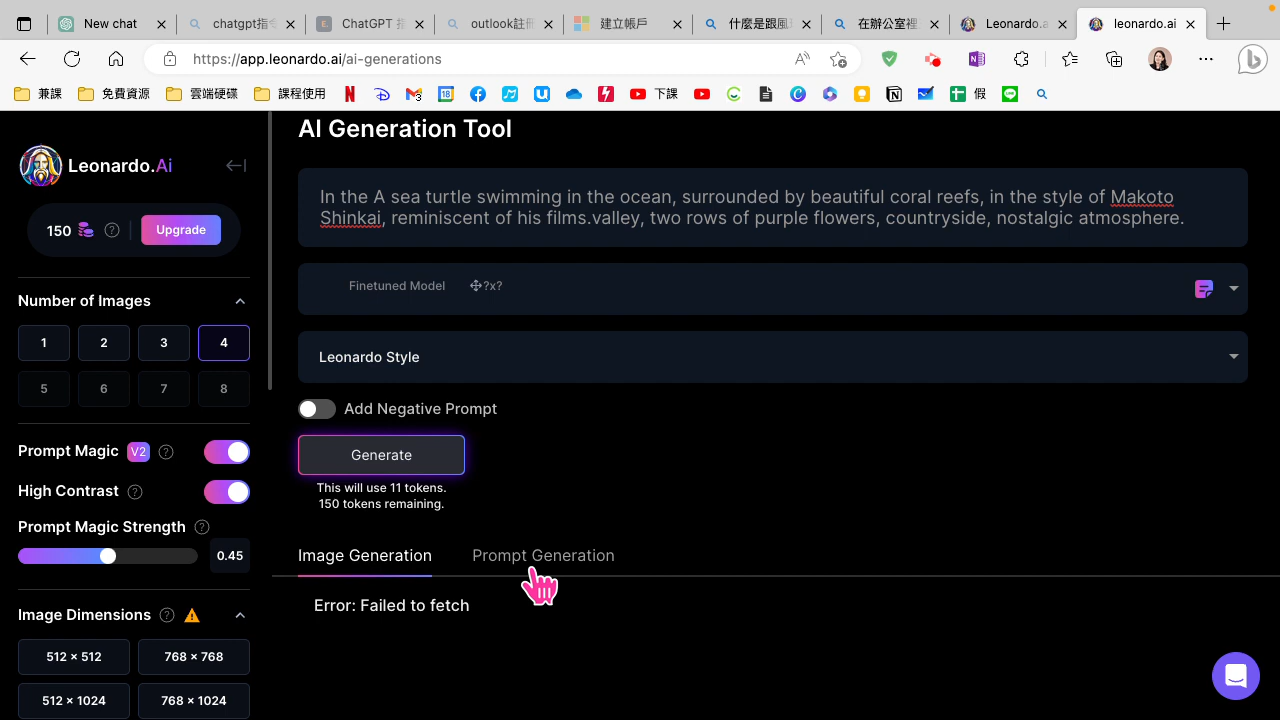 New chat
chatgpt指令
ChatGPT 指
outlook註冊
建立帳戶
什麼是跟風
在辦公室裡
Leonardo.a
leonardo.ai
https://app.leonardo.ai/ai-generations
兼課
免費資源
雲端硬碟
課程使用
下課
假
AI Generation Tool
Leonardo.Ai
In the A sea turtle swimming in the ocean, surrounded by beautiful coral reefs, in the style of Makoto
Shinkai, reminiscent of his films.valley, two rows of purple flowers, countryside, nostalgic atmosphere.
150
Upgrade
Finetuned Model
?x?
Number of Images
1
2
3
4
5
6
7
8
Leonardo Style
Add Negative Prompt
Generate
This will use 11 tokens.
150 tokens remaining.
Prompt Magic V2
High Contrast
Prompt Magic Strength
0.45
Image Generation
Prompt Generation
Error: Failed to fetch
Image Dimensions
512 × 512
768 × 768
512 × 1024
768 × 1024